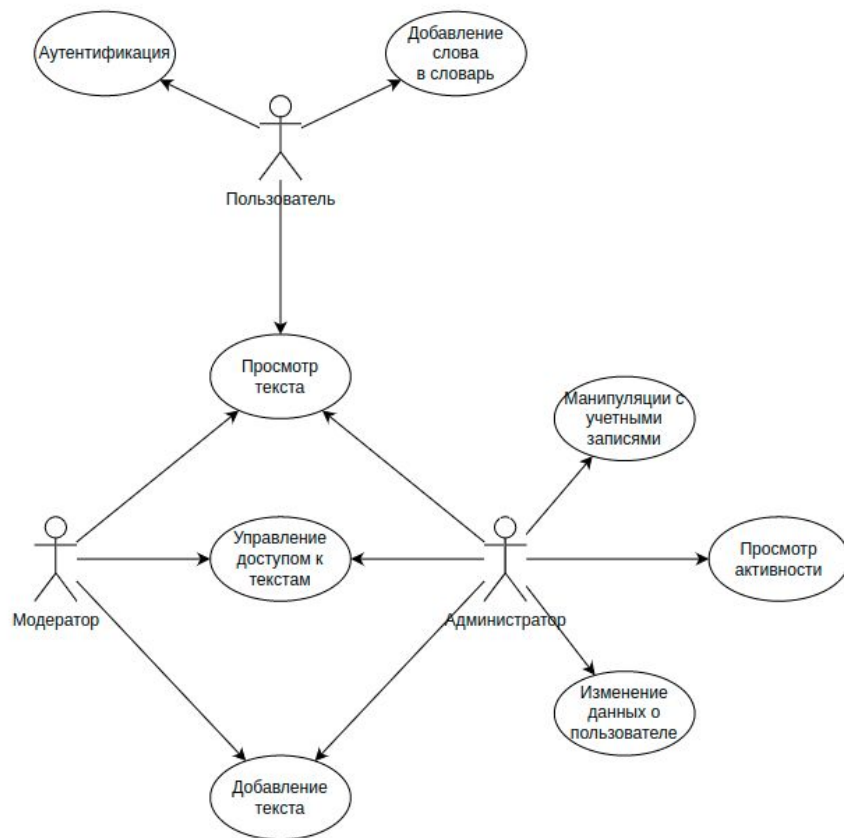 Аутентификация
Добавление
слова
в словарь
Пользователь
Просмотр
текста
Манипуляции с
учетными
записями
Управление
доступом к
текстам
Просмотр
активности
Модератор
Администратор
Изменение
данных о
пользователе
Добавление
текста